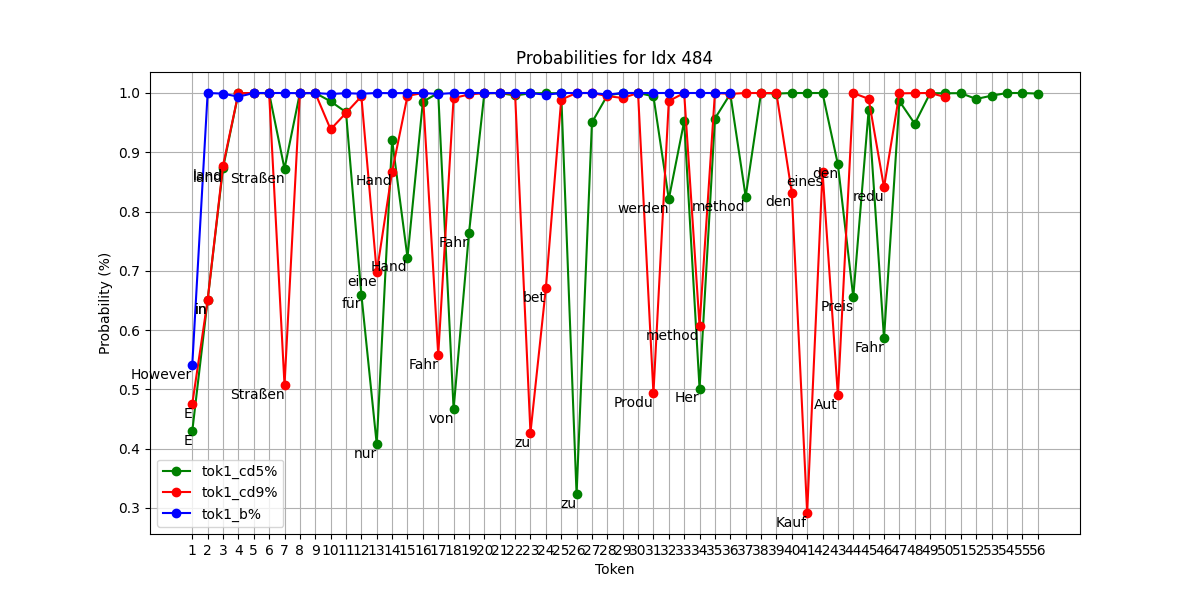 Probabilities for Idx 484
Probability (%)
1.0
0.9
0.8
0.7
0.6
0.5
0.4
0.3
land
land
Straßen
in
in
However
E
E
Straßen
Hand
Hand
eine
für
nur
Fahr
Fahr
von
bet
zu
zu
werden
method
method
Produ
Her
den
eines
den
redu
Preis
Fahr
Aut
Kauf
tok1_cd5%
tok1_cd9%
tok1_b%
1 2 3 4 5 6 7 8 9 10 11 12 13 14 15 16 17 18 19 20 21 22 23 24 25 26 27 28 29 30 31 32 33 34 35 36 37 38 39 40 41 42 43 44 45 46 47 48 49 50 51 52 53 54 55 56
Token